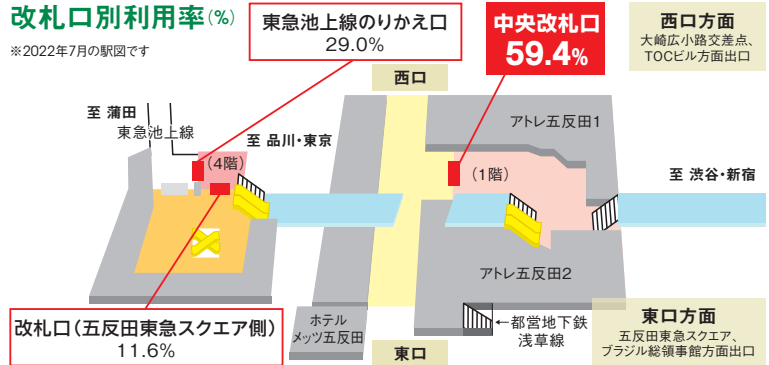 改札口別利用率(%)
※2022年7月の駅図です
東急池上線のりかえ口
29.0%
中央改札口
59.4%
西口方面
大崎広小路交差点、
TOCビル方面出口
西口
至 蒲田
東急池上線
至 品川・東京
(4階)
アトレ五反田1
(1階)
至 渋谷・新宿
アトレ五反田2
改札口(五反田東急スクエア側)
11.6%
ホテル
メッツ五反田
東口
←都営地下鉄
浅草線
東口方面
五反田東急スクエア、
ブラジル総領事館方面出口